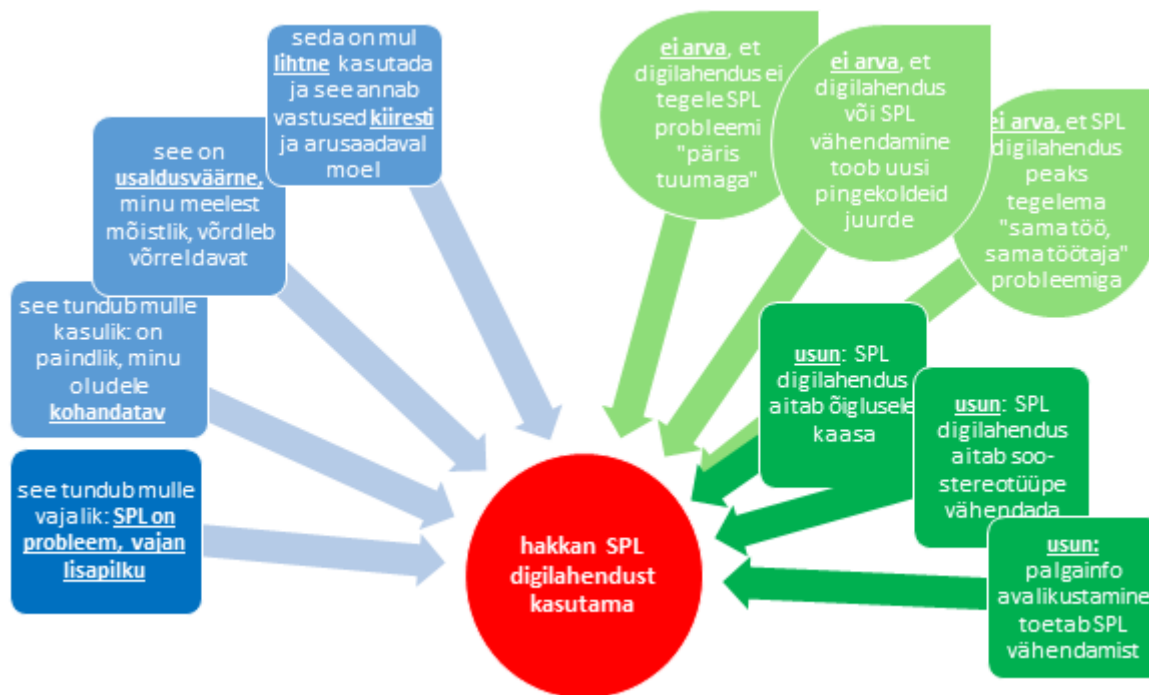 seda on mul
lihtne kasutada
ja see annab
vastused kiiresti
ja arusaadaval
moel
see on
usaldusväärne,
minu meelest
mõistlik, võrdleb
võrreldavat
see tundub mulle
kasulik: on
paindlik, minu
oludele
kohandatav
see tundub mulle
vajalik: SPL on
probleem, vajan
lisapilku
ei arva, et
digilahendus ei
tegele SPL
probleemi
"päris
tuumaga"
ei arva, et
digilahendus
või SPL
vähendamine
toob uusi
pingekoldeid
juurde
ei arva, et SPL
digilahendus
peaks
tegelema
"sama töö,
sama töötaja"
probleemiga
usun: SPL
digilahendus
aitab õiglusele
kaasa
usun: SPL
digilahendus
aitab soo-
stereotüüpe
vähendada
usun:
palgainfo
avalikustamine
toetab SPL
vähendamist
hakkan SPL
digilahendust
kasutama